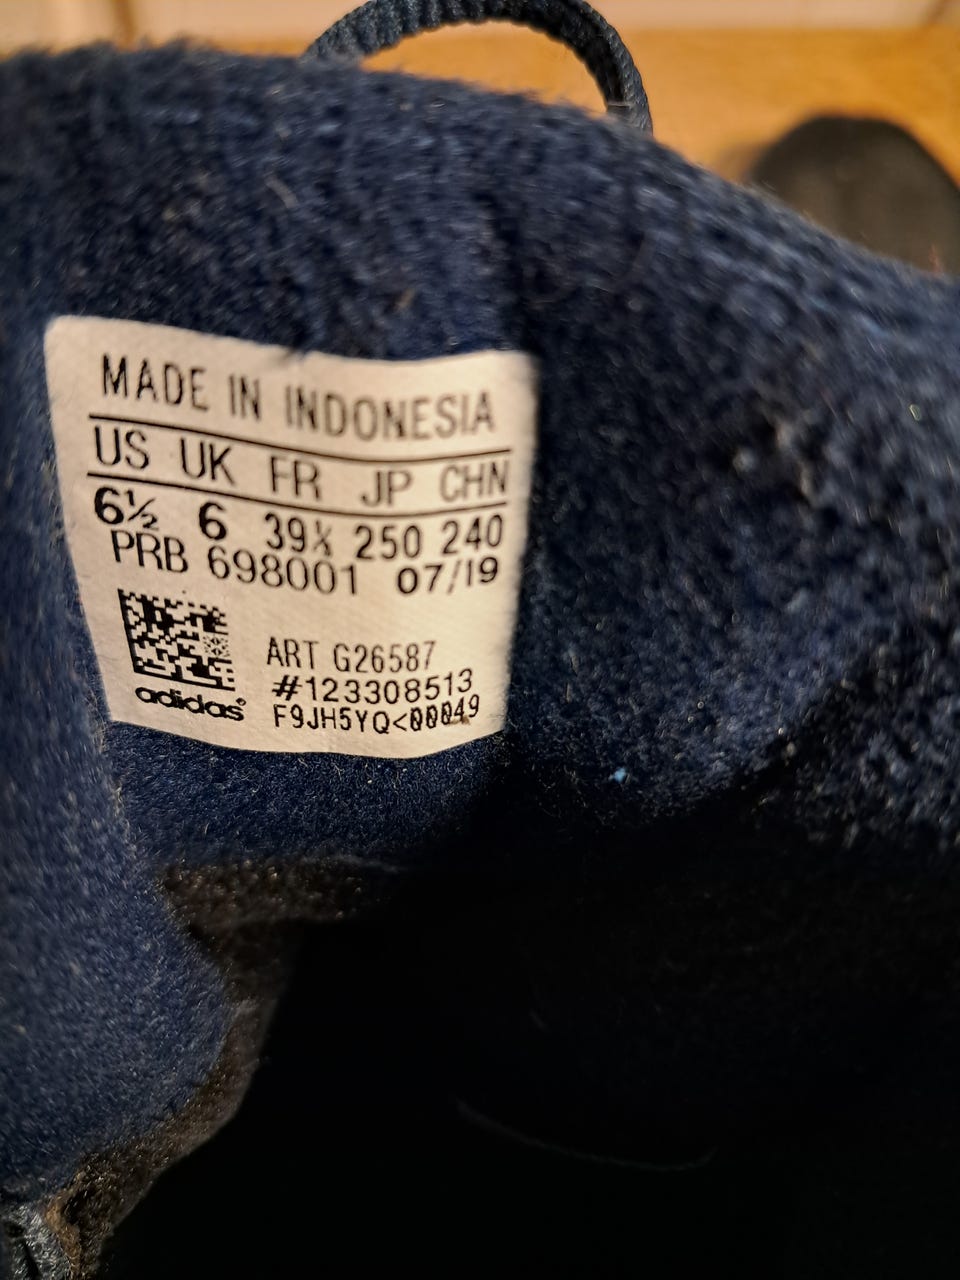 MADE IN INDONESIA
US UK FR JP CHN
6½ 6 39⅓ 250 240
PRB 698001 07/19
ART G26587
#123308513
adidas®
F9JH5YQ<00049